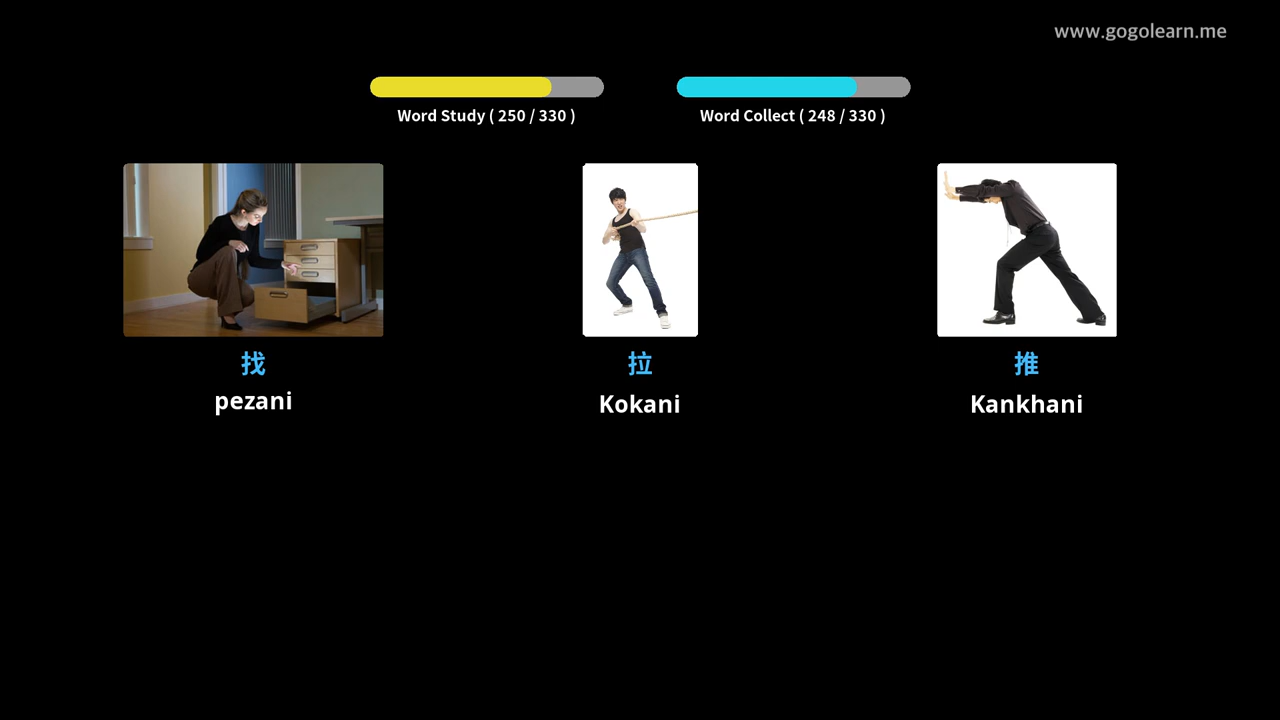 www.gogolearn.me
Word Study ( 250 / 330 )
Word Collect ( 248 / 330 )
找
pezani
拉
Kokani
推
Kankhani